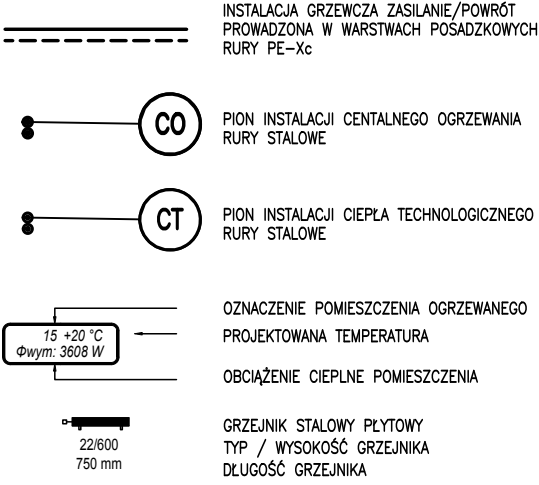 INSTALACJA GRZEWCZA ZASILANIE/POWRÓT
PROWADZONA W WARSTWACH POSADZKOWYCH
RURY PE-Xc
CO
PION INSTALACJI CENTALNEGO OGRZEWANIA
RURY STALOWE
CT
PION INSTALACJI CIEPŁA TECHNOLOGICZNEGO
RURY STALOWE
OZNACZENIE POMIESZCZENIA OGRZEWANEGO
15 +20 °C
PROJEKTOWANA TEMPERATURA
Φwym: 3608 W
OBCIĄŻENIE CIEPLNE POMIESZCZENIA
GRZEJNIK STALOWY PŁYTOWY
22/600
TYP / WYSOKOŚĆ GRZEJNIKA
750 mm
DŁUGOŚĆ GRZEJNIKA